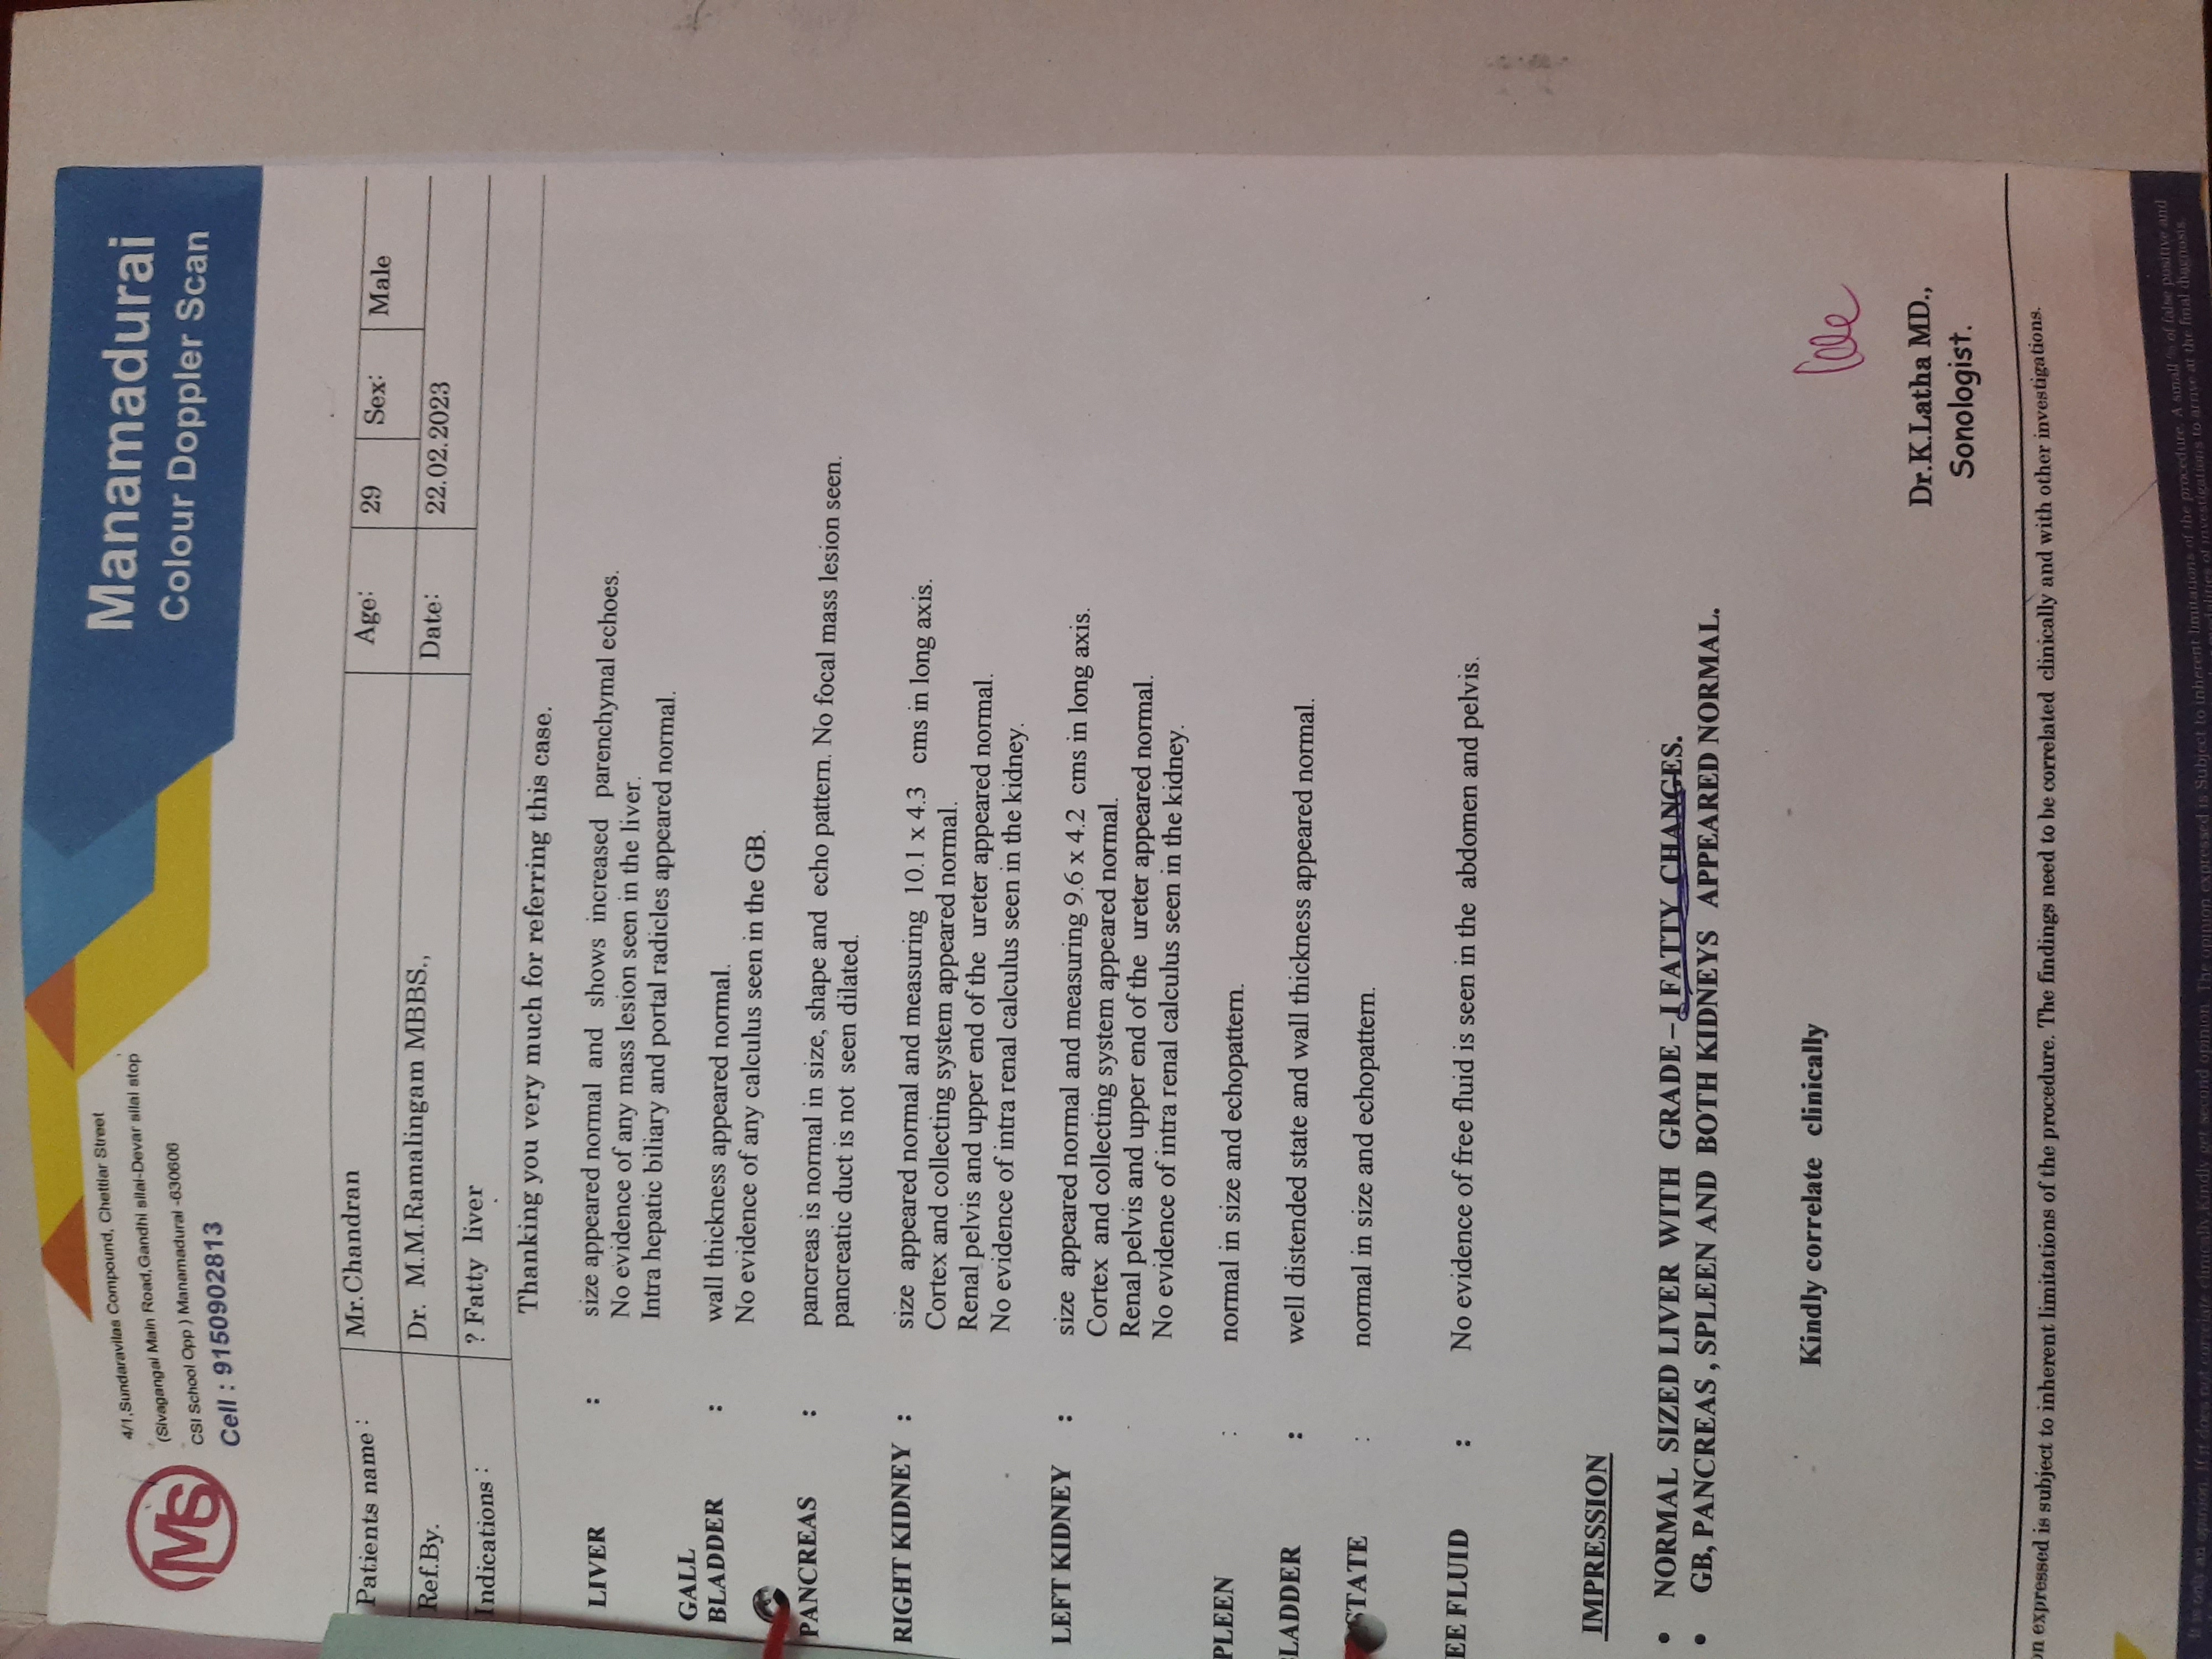 MS
4/1,Sundaravilas Compound, Chettiar Street
(Sivagangai Main Road,Gandhi silai-Devar silai stop
CSI School Opp ) Manamadurai -630606
Cell : 9150902813
Manamadurai
Colour Doppler Scan
Patients name : Mr.Chandran Age: 29 Sex: Male
Ref.By. Dr. M.M.Ramalingam MBBS., Date: 22.02.2023
Indications : ? Fatty liver
Thanking you very much for referring this case.
LIVER : size appeared normal and shows increased parenchymal echoes.
No evidence of any mass lesion seen in the liver.
Intra hepatic biliary and portal radicles appeared normal.
GALL
BLADDER : wall thickness appeared normal.
No evidence of any calculus seen in the GB.
PANCREAS : pancreas is normal in size, shape and echo pattern. No focal mass lesion seen.
pancreatic duct is not seen dilated.
RIGHT KIDNEY : size appeared normal and measuring 10.1 x 4.3 cms in long axis.
Cortex and collecting system appeared normal.
Renal pelvis and upper end of the ureter appeared normal.
No evidence of intra renal calculus seen in the kidney.
LEFT KIDNEY : size appeared normal and measuring 9.6 x 4.2 cms in long axis.
Cortex and collecting system appeared normal.
Renal pelvis and upper end of the ureter appeared normal.
No evidence of intra renal calculus seen in the kidney.
PLEEN : normal in size and echopattern.
LADDER : well distended state and wall thickness appeared normal.
STATE : normal in size and echopattern.
EE FLUID : No evidence of free fluid is seen in the abdomen and pelvis.
IMPRESSION
• NORMAL SIZED LIVER WITH GRADE – I FATTY CHANGES.
• GB, PANCREAS , SPLEEN AND BOTH KIDNEYS APPEARED NORMAL.
Kindly correlate clinically
Dr.K.Latha MD.,
Sonologist.
on expressed is subject to inherent limitations of the procedure. The findings need to be correlated clinically and with other investigations.
It is only an opinion. If it does not correlate clinically,Kindly get second opinion. The opinion expressed is Subject to inherent limitations of the procedure. A small % of false positive and
of investigations to arrive at the final diagnosis.